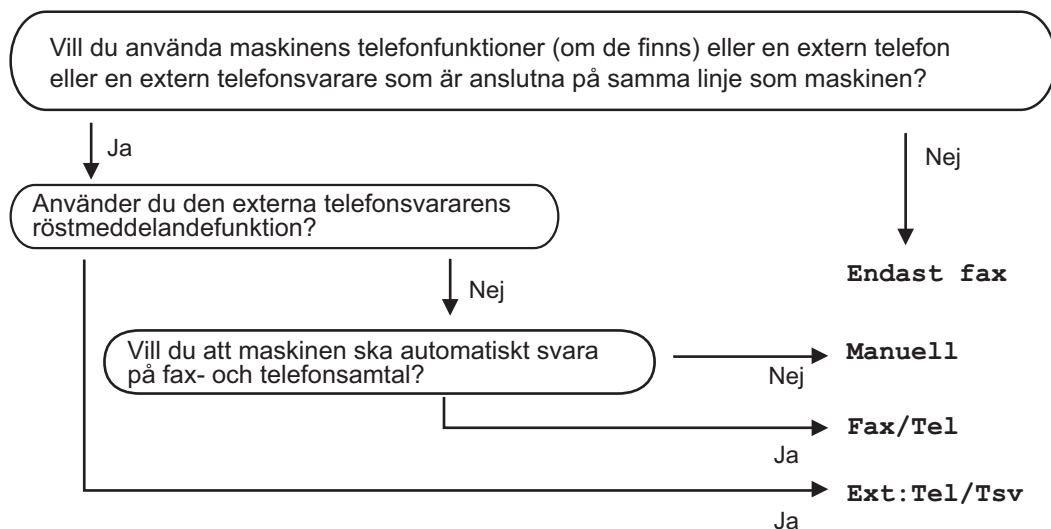 Vill du använda maskinens telefonfunktioner (om de finns) eller en extern telefon
eller en extern telefonsvarare som är anslutna på samma linje som maskinen?
Ja
Nej
Använder du den externa telefonsvararens
röstmeddelandefunktion?
Endast fax
Nej
Vill du att maskinen ska automatiskt svara
på fax- och telefonsamtal?
Nej
Manuell
Ja
Fax/Tel
Ja
Ext:Tel/Tsv